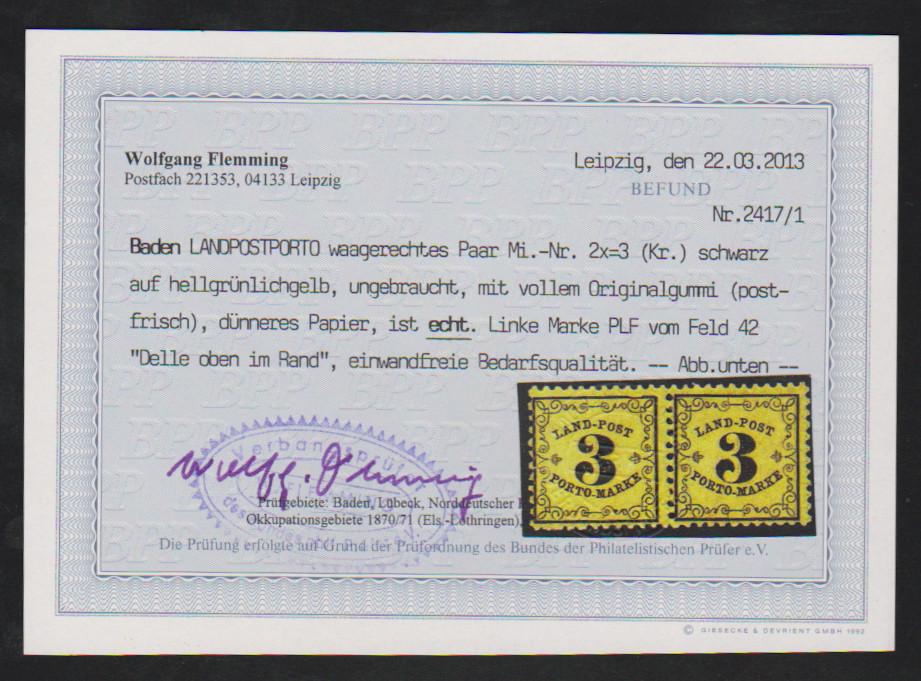 Wolfgang Flemming
Postfach 221353, 04133 Leipzig
Leipzig, den 22.03.2013
BEFUND
Nr.2417/1
Baden LANDPOSTPORTO waagerechtes Paar Mi.-Nr. 2x=3 (Kr.) schwarz
auf hellgrünlichgelb, ungebraucht, mit vollem Originalgummi (post-
frisch), dünneres Papier, ist echt. Linke Marke PLF vom Feld 42
"Delle oben im Rand", einwandfreie Bedarfsqualität. -- Abb.unten --
LAND-POST
3
PORTO-MARKE
LAND-POST
3
PORTO-MARKE
Wolfg. Flemming
Prüfgebiete: Baden, Lübeck, Norddeutscher
Okkupationsgebiete 1870/71 (Els.-Lothringen),
Die Prüfung erfolgte auf Grund der Prüfordnung des Bundes der Philatelistischen Prüfer e.V.
© GIESECKE & DEVRIENT GMBH 1992